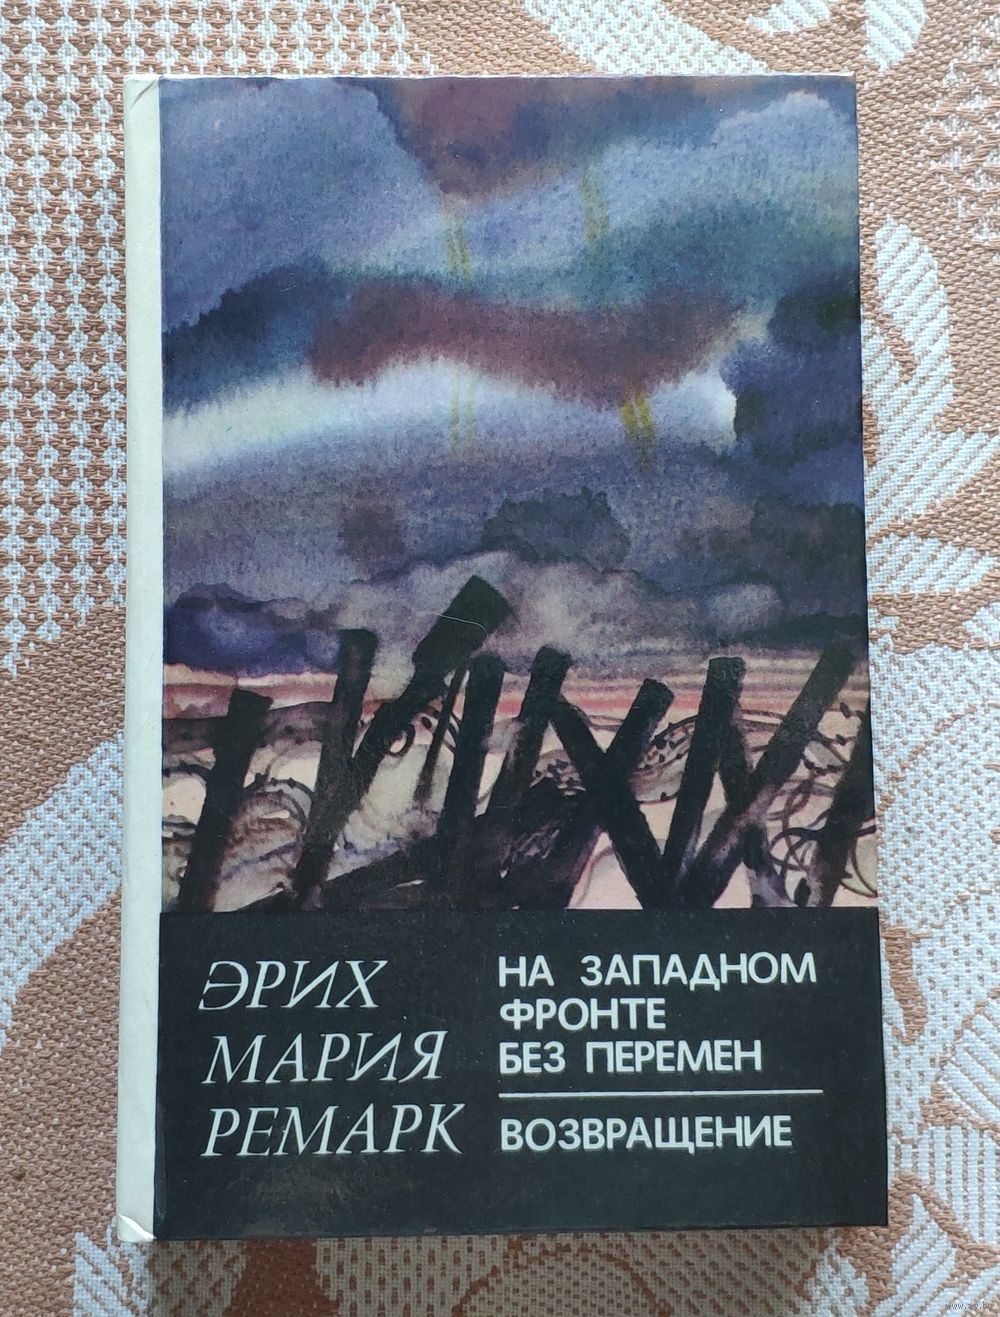 ЭРИХ
МАРИЯ
РЕМАРК
НА ЗАПАДНОМ
ФРОНТЕ
БЕЗ ПЕРЕМЕН
ВОЗВРАЩЕНИЕ